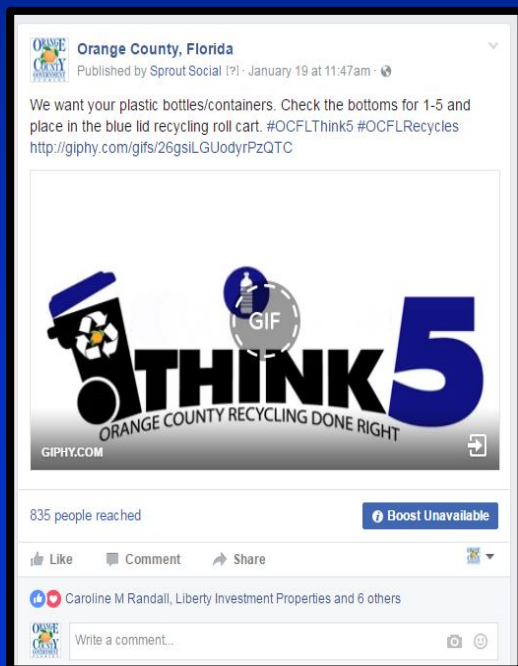 Orange County, Florida
Published by Sprout Social [?] · January 19 at 11:47am ·
We want your plastic bottles/containers. Check the bottoms for 1-5 and
place in the blue lid recycling roll cart. #OCFLThink5 #OCFLRecycles
http://giphy.com/gifs/26gsiLGUodyrPzQTC
GIF
THINK 5
ORANGE COUNTY RECYCLING DONE RIGHT
GIPHY.COM
835 people reached
Boost Unavailable
Like Comment Share
Caroline M Randall, Liberty Investment Properties and 6 others
Write a comment...